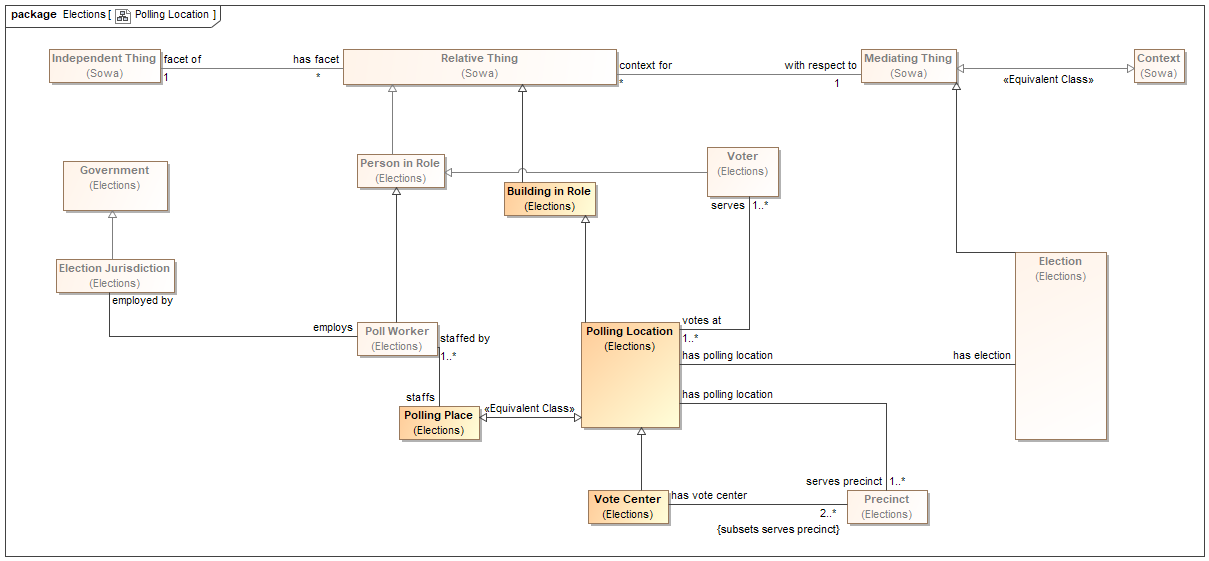 package Elections [ Polling Location ]
Independent Thing
(Sowa)
facet of
1
has facet
*
Relative Thing
(Sowa)
context for
*
with respect to
1
Mediating Thing
(Sowa)
«Equivalent Class»
Context
(Sowa)
Government
(Elections)
Person in Role
(Elections)
Voter
(Elections)
serves
1..*
Building in Role
(Elections)
Election Jurisdiction
(Elections)
employed by
Election
(Elections)
employs
Poll Worker
(Elections)
staffed by
1..*
Polling Location
(Elections)
votes at
1..*
has polling location
has election
has polling location
staffs
«Equivalent Class»
Polling Place
(Elections)
serves precinct
1..*
Vote Center
(Elections)
has vote center
2..*
{subsets serves precinct}
Precinct
(Elections)